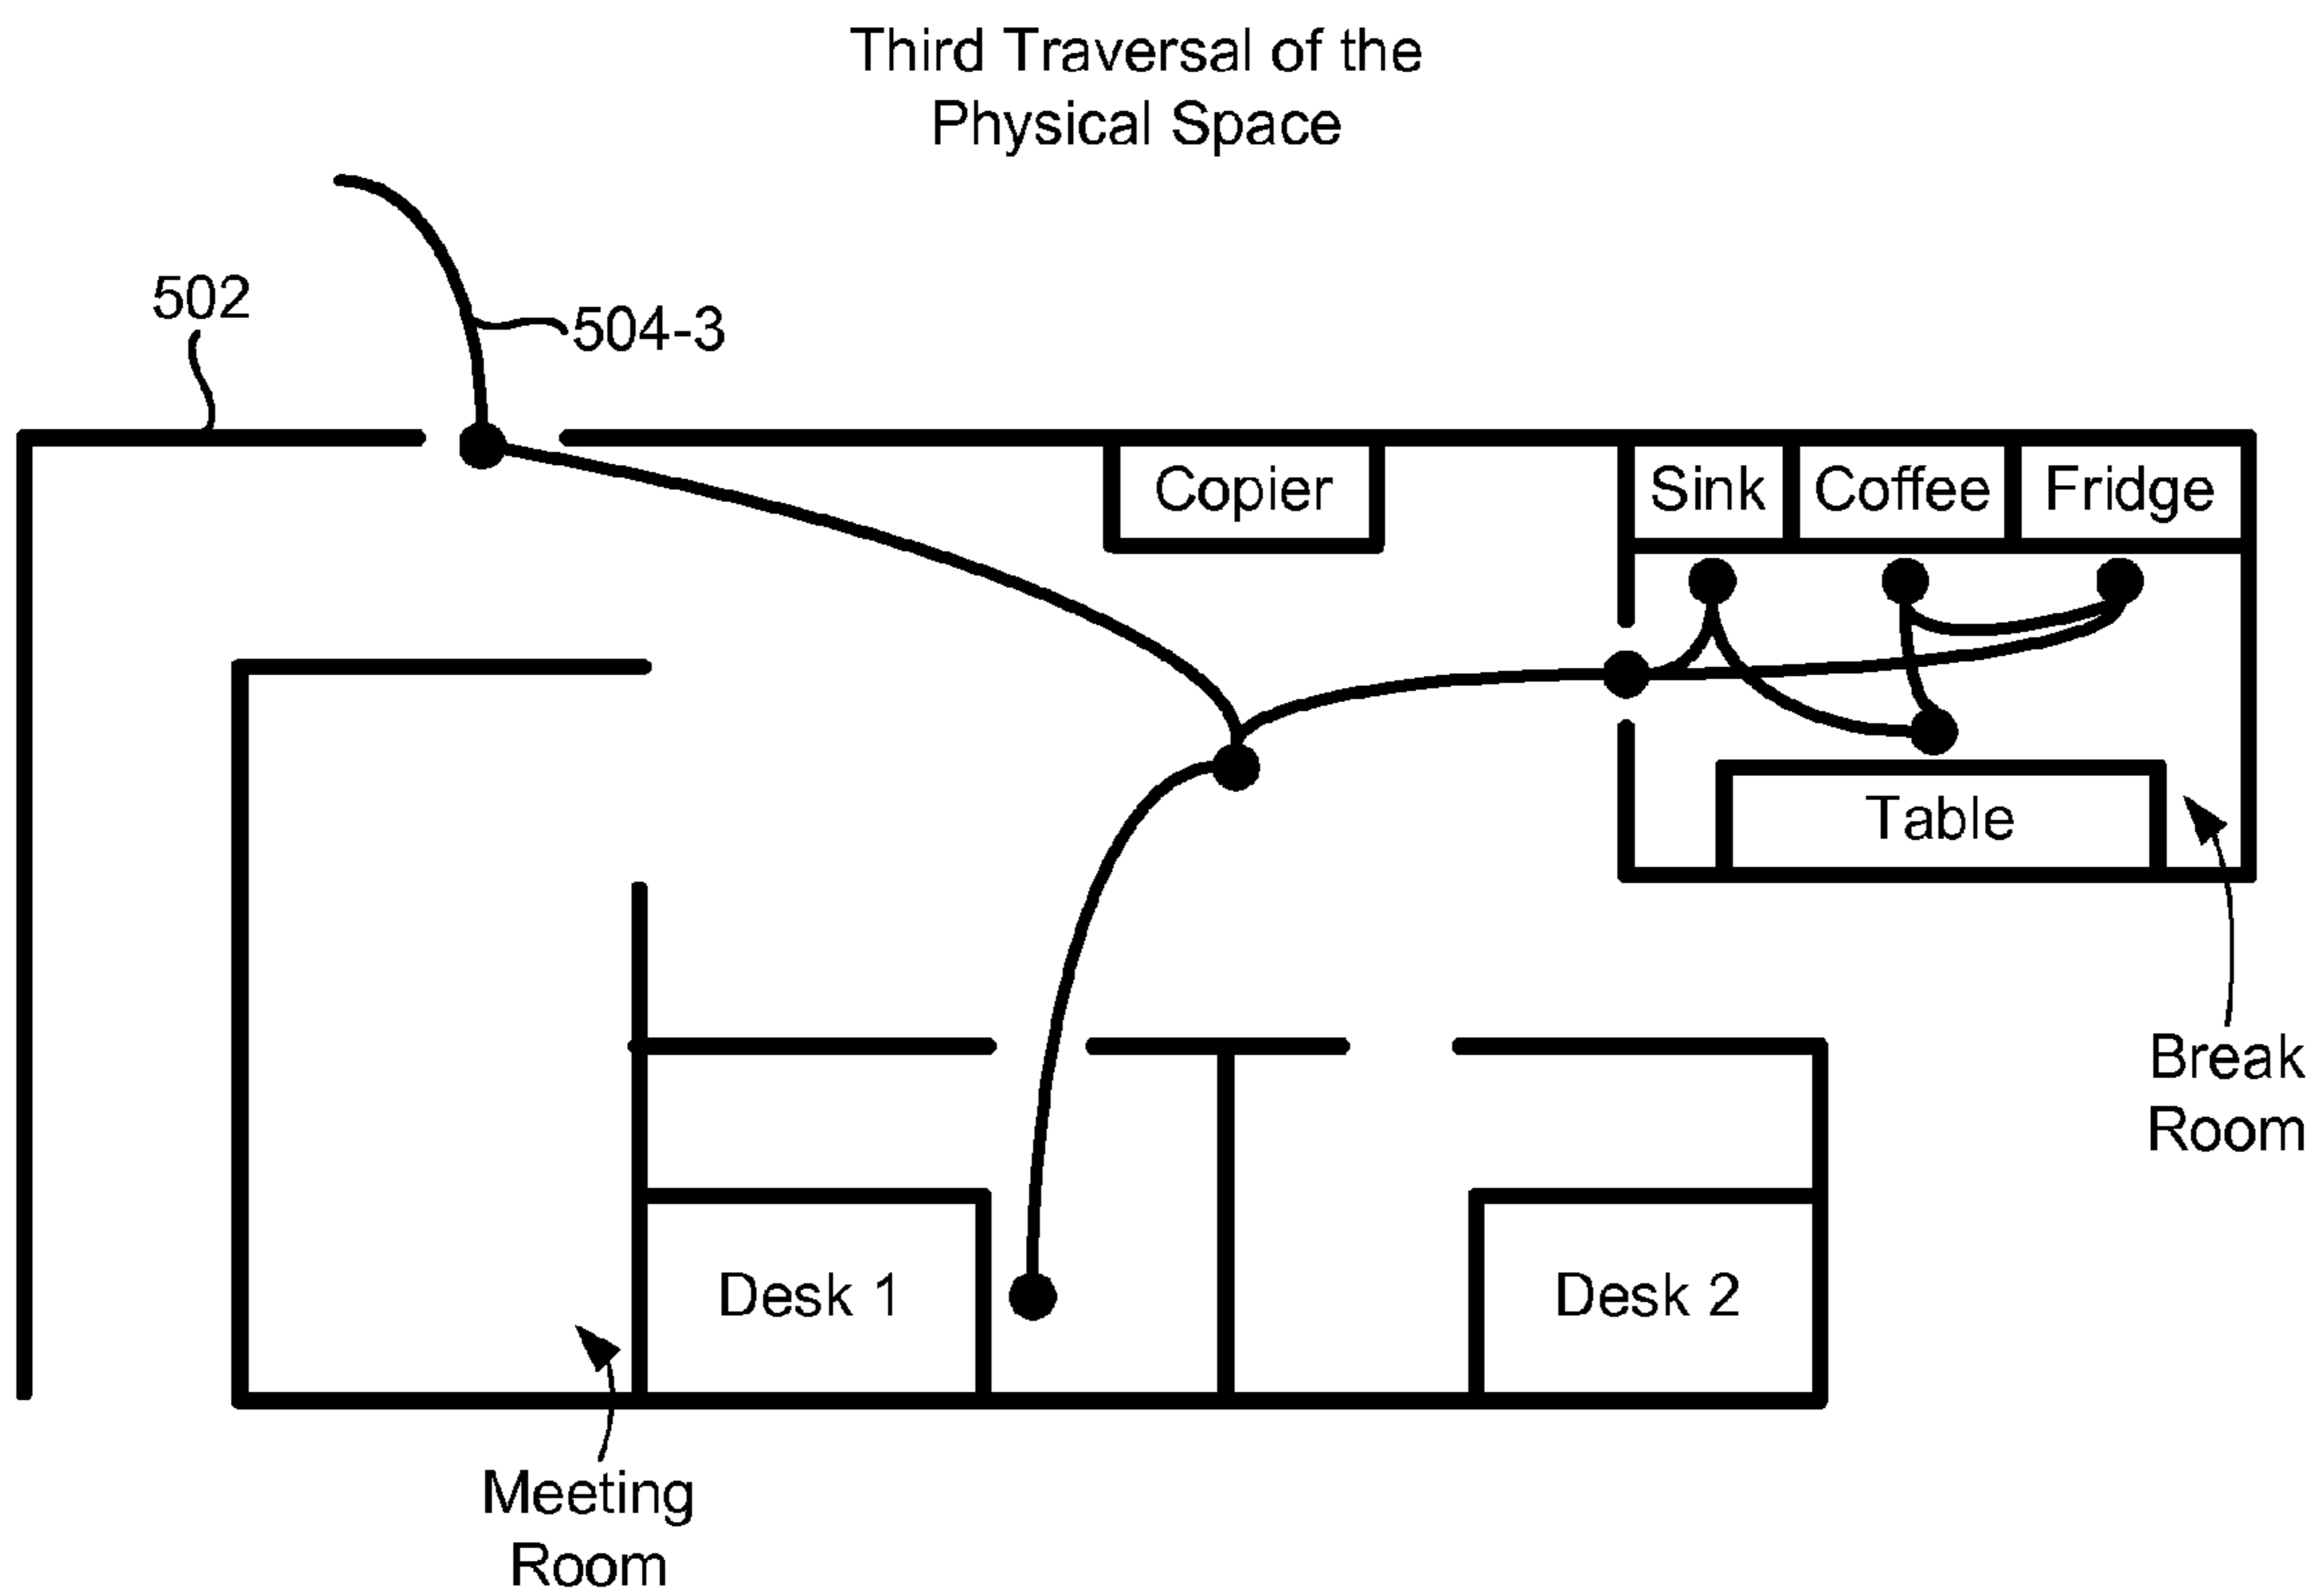 Third Traversal of the
Physical Space
502
504-3
Copier
Sink
Coffee
Fridge
Table
Break
Room
Desk 1
Desk 2
Meeting
Room